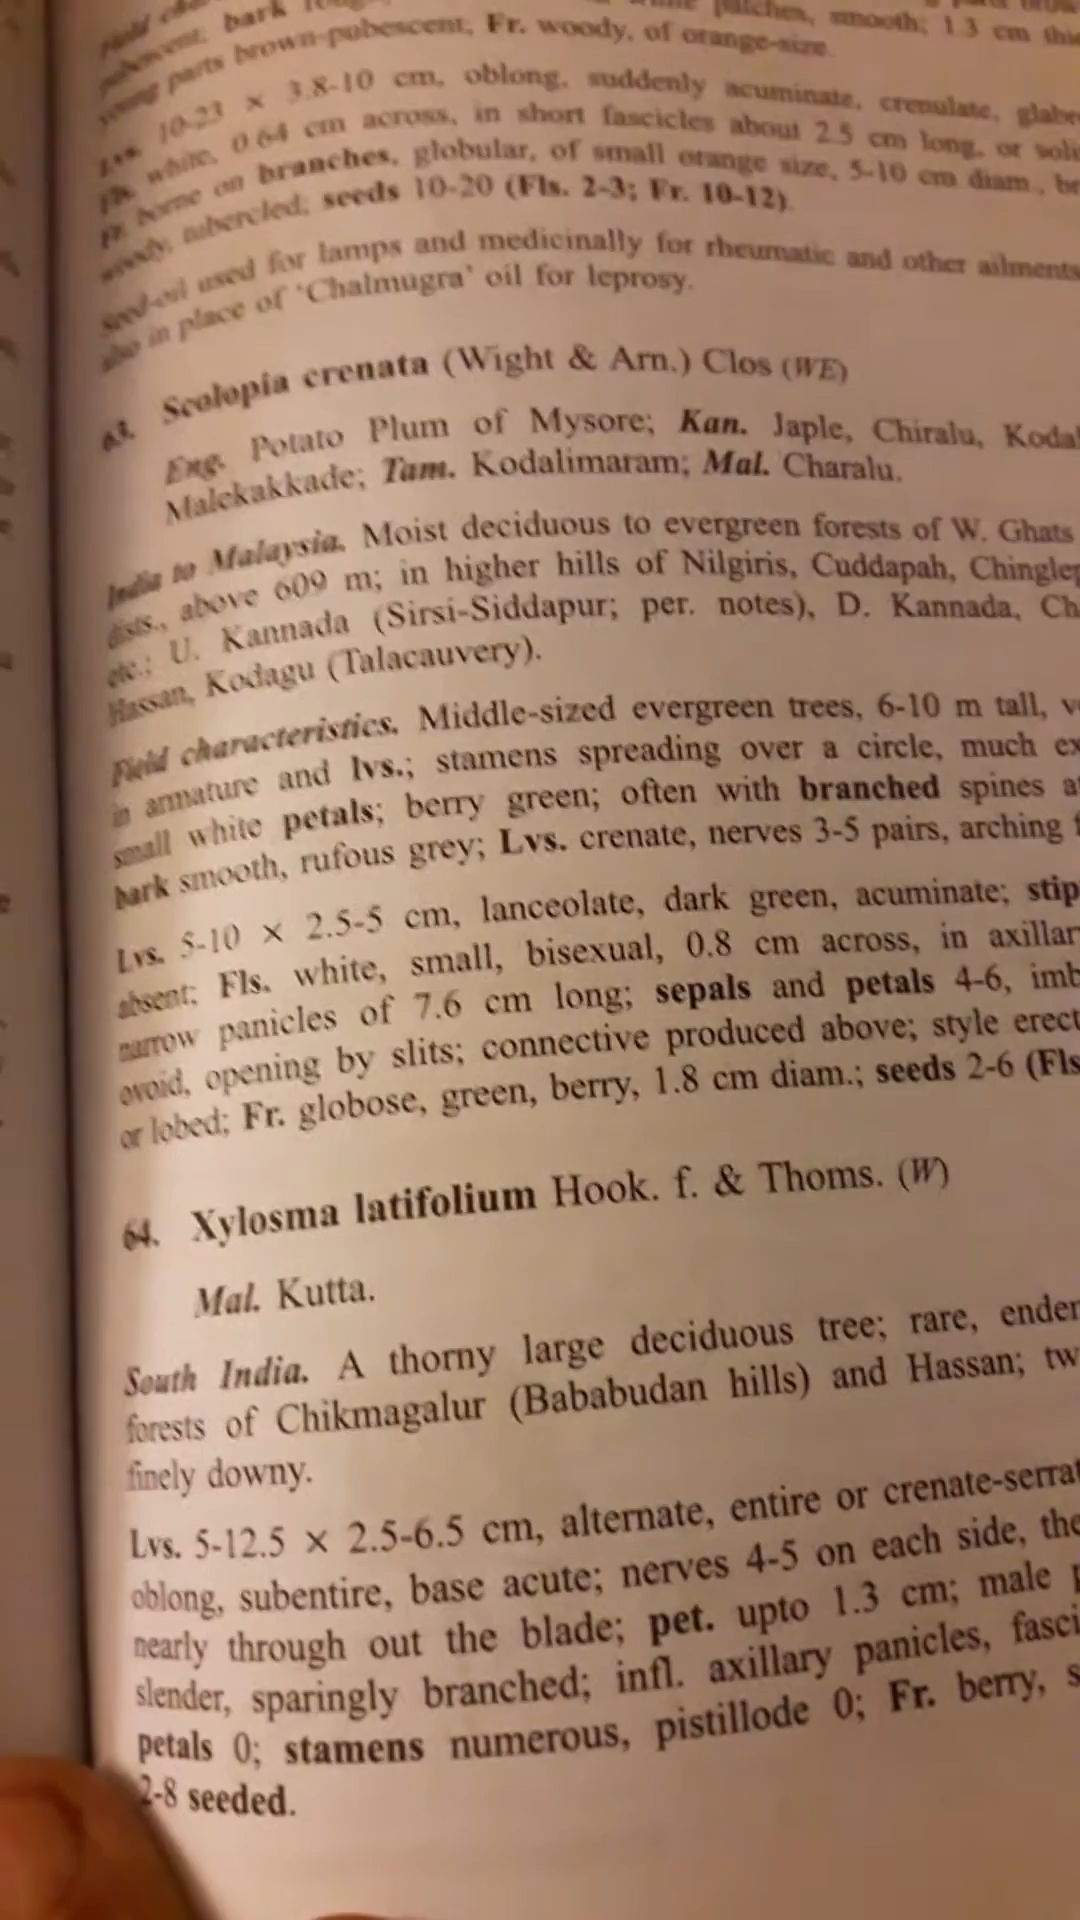 pubescent; bark
patches, smooth; 1.3 cm
young parts brown-pubescent; Fr. woody, of orange-size.
Lvs. 10-23 × 3.8-10 cm, oblong, suddenly acuminate, crenulate,
Fls. white, 0.64 cm across, in short fascicles about 2.5 cm long, or
Fr. borne on branches, globular, of small orange size, 5-10 cm diam.,
woody, tubercled; seeds 10-20 (Fls. 2-3; Fr. 10-12).
Seed-oil used for lamps and medicinally for rheumatic and other ailments
also in place of 'Chalmugra' oil for leprosy.
63. Scolopia crenata (Wight & Arn.) Clos (WE)
Eng. Potato Plum of Mysore; Kan. Japle, Chiralu,
Malekakkade; Tam. Kodalimaram; Mal. Charalu.
India to Malaysia. Moist deciduous to evergreen forests of W. Ghats
dists., above 609 m; in higher hills of Nilgiris, Cuddapah,
etc.; U. Kannada (Sirsi-Siddapur; per. notes), D. Kannada,
Hassan, Kodagu (Talacauvery).
Field characteristics. Middle-sized evergreen trees, 6-10 m tall,
in armature and lvs.; stamens spreading over a circle, much
small white petals; berry green; often with branched spines
bark smooth, rufous grey; Lvs. crenate, nerves 3-5 pairs, arching
Lvs. 5-10 × 2.5-5 cm, lanceolate, dark green, acuminate; stip
absent; Fls. white, small, bisexual, 0.8 cm across, in axillar
narrow panicles of 7.6 cm long; sepals and petals 4-6, imb
ovoid, opening by slits; connective produced above; style erect
or lobed; Fr. globose, green, berry, 1.8 cm diam.; seeds 2-6 (Fls
64. Xylosma latifolium Hook. f. & Thoms. (W)
Mal. Kutta.
South India. A thorny large deciduous tree; rare, ender
forests of Chikmagalur (Bababudan hills) and Hassan; tw
finely downy.
Lvs. 5-12.5 × 2.5-6.5 cm, alternate, entire or crenate-serrat
oblong, subentire, base acute; nerves 4-5 on each side, the
nearly through out the blade; pet. upto 1.3 cm; male
slender, sparingly branched; infl. axillary panicles, fasci
petals 0; stamens numerous, pistillode 0; Fr. berry, s
2-8 seeded.